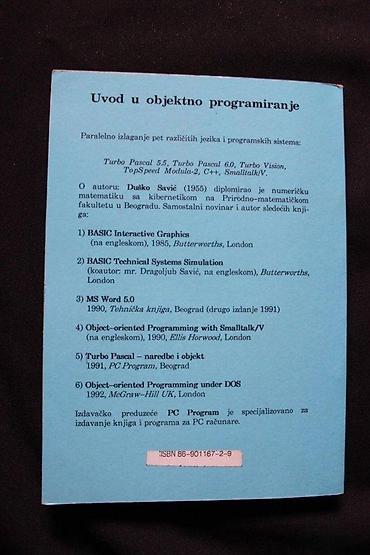 Uvod u objektno programiranje
Paralelno izlaganje pet različitih jezika i programskih sistema:
Turbo Pascal 5.5, Turbo Pascal 6.0, Turbo Vision,
TopSpeed Modula-2, C++, Smalltalk/V.
O autoru: Duško Savić (1955) diplomirao je numeričku
matematiku sa kibernetikom na Prirodno-matematičkom
fakultetu u Beogradu. Samostalni novinar i autor sledećih knji-
ga:
1) BASIC Interactive Graphics
(na engleskom), 1985, Butterworths, London
2) BASIC Technical Systems Simulation
(koautor: mr. Dragoljub Savić, na engleskom), Butterworths,
London
3) MS Word 5.0
1990, Tehnička knjiga, Beograd (drugo izdanje 1991)
4) Object-oriented Programming with Smalltalk/V
(na engleskom), 1990, Ellis Horwood, London
5) Turbo Pascal - naredbe i objekt
1991, PC Program, Beograd
6) Object-oriented Programming under DOS
1992, McGraw-Hill UK, London
Izdavačko preduzeće PC Program je specijalizovano za
izdavanje knjiga i programa za PC računare.
ISBN 86-901167-2-9